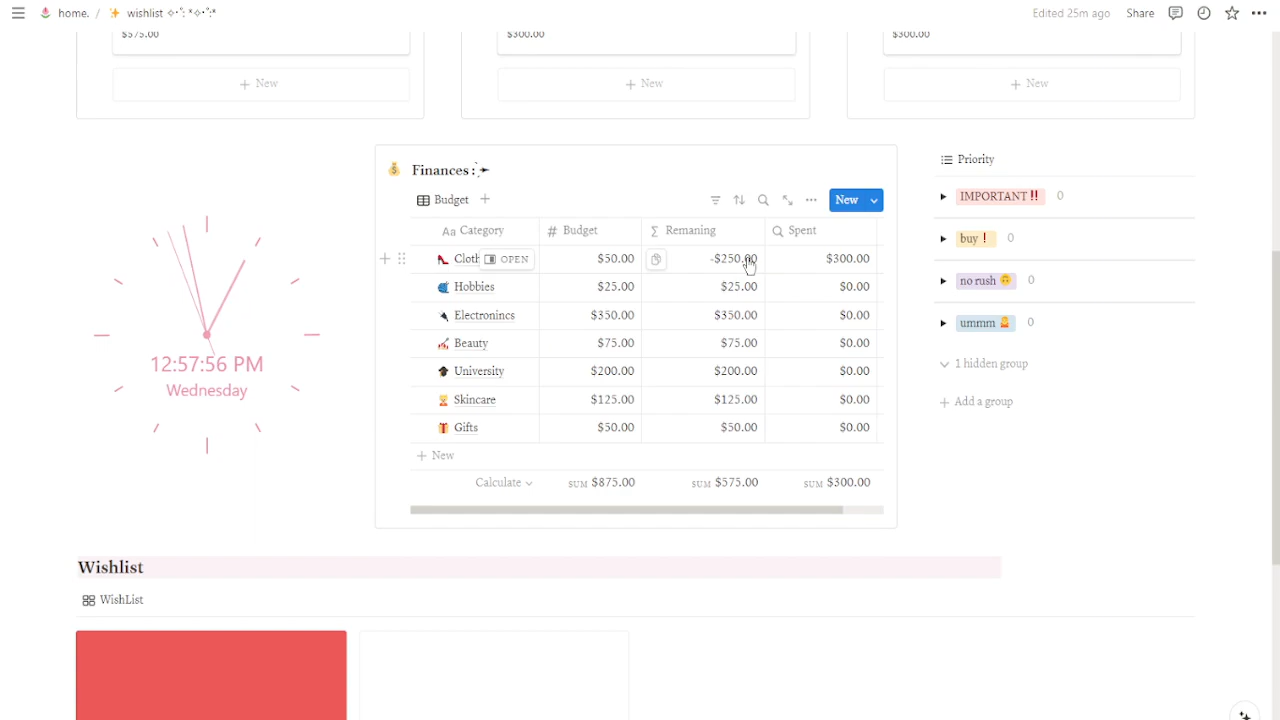 home. / wishlist ✧･ﾟ: *✧･ﾟ:*
Edited 25m ago Share
$575.00 $300.00 $300.00
+ New + New + New
Finances
Budget +
New
Category Budget Remaning Spent
Cloth OPEN $50.00 -$250.00 $300.00
Hobbies $25.00 $25.00 $0.00
Electronincs $350.00 $350.00 $0.00
Beauty $75.00 $75.00 $0.00
University $200.00 $200.00 $0.00
Skincare $125.00 $125.00 $0.00
Gifts $50.00 $50.00 $0.00
+ New
Calculate SUM $875.00 SUM $575.00 SUM $300.00
12:57:56 PM
Wednesday
Priority
IMPORTANT‼ 0
buy❗ 0
no rush 🙃 0
ummm 0
1 hidden group
+ Add a group
Wishlist
WishList